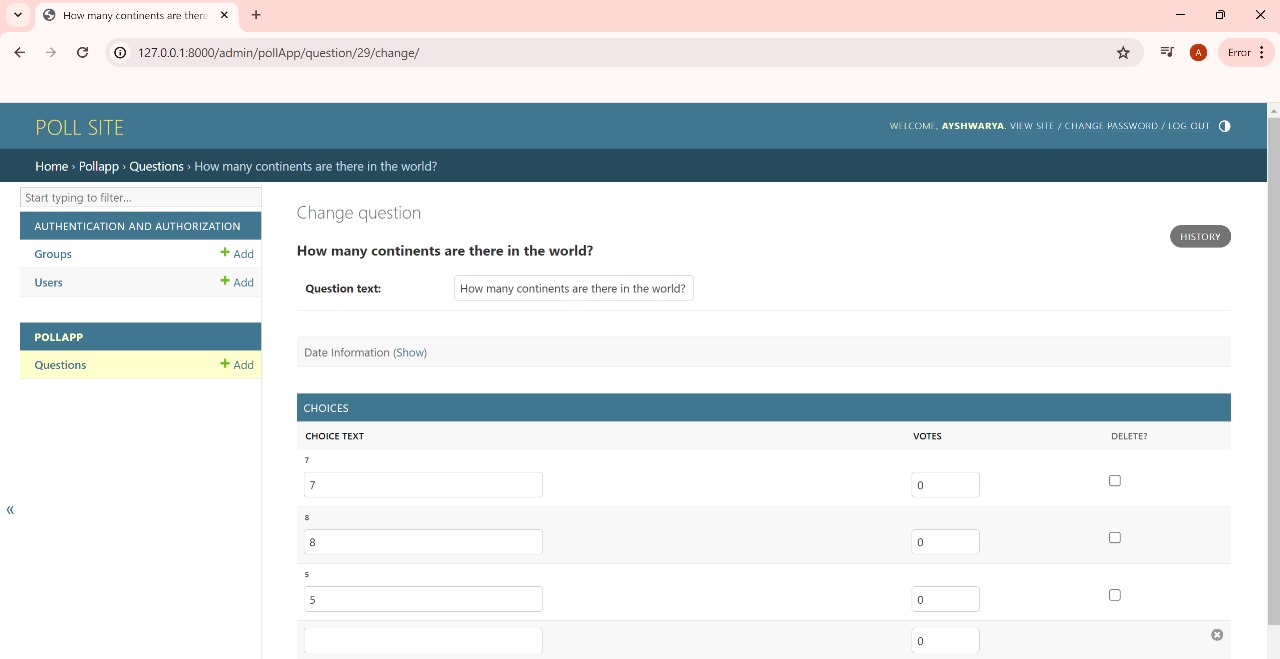 How many continents are there
127.0.0.1:8000/admin/pollApp/question/29/change/
A
Error
POLL SITE
WELCOME, AYSHWARYA. VIEW SITE / CHANGE PASSWORD / LOG OUT
Home › Pollapp › Questions › How many continents are there in the world?
Start typing to filter...
AUTHENTICATION AND AUTHORIZATION
Groups + Add
Users + Add
POLLAPP
Questions + Add
«
Change question
HISTORY
How many continents are there in the world?
Question text: How many continents are there in the world?
Date Information (Show)
CHOICES
CHOICE TEXT VOTES DELETE?
7
7 0
8
8 0
5
5 0
0